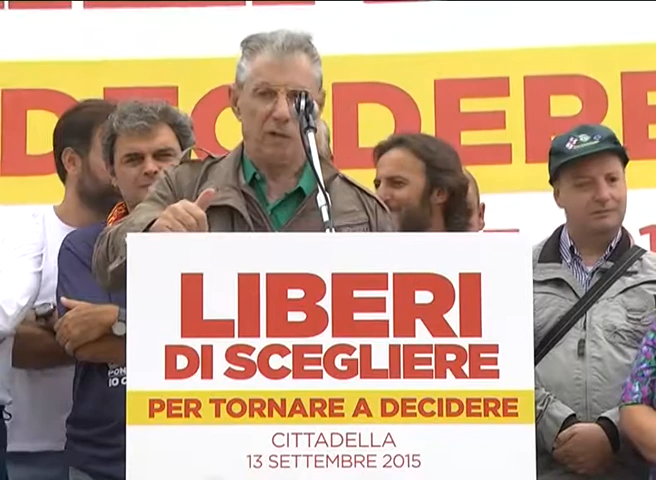 DECIDERE
LIBERI
DI SCEGLIERE
PER TORNARE A DECIDERE
CITTADELLA
13 SETTEMBRE 2015